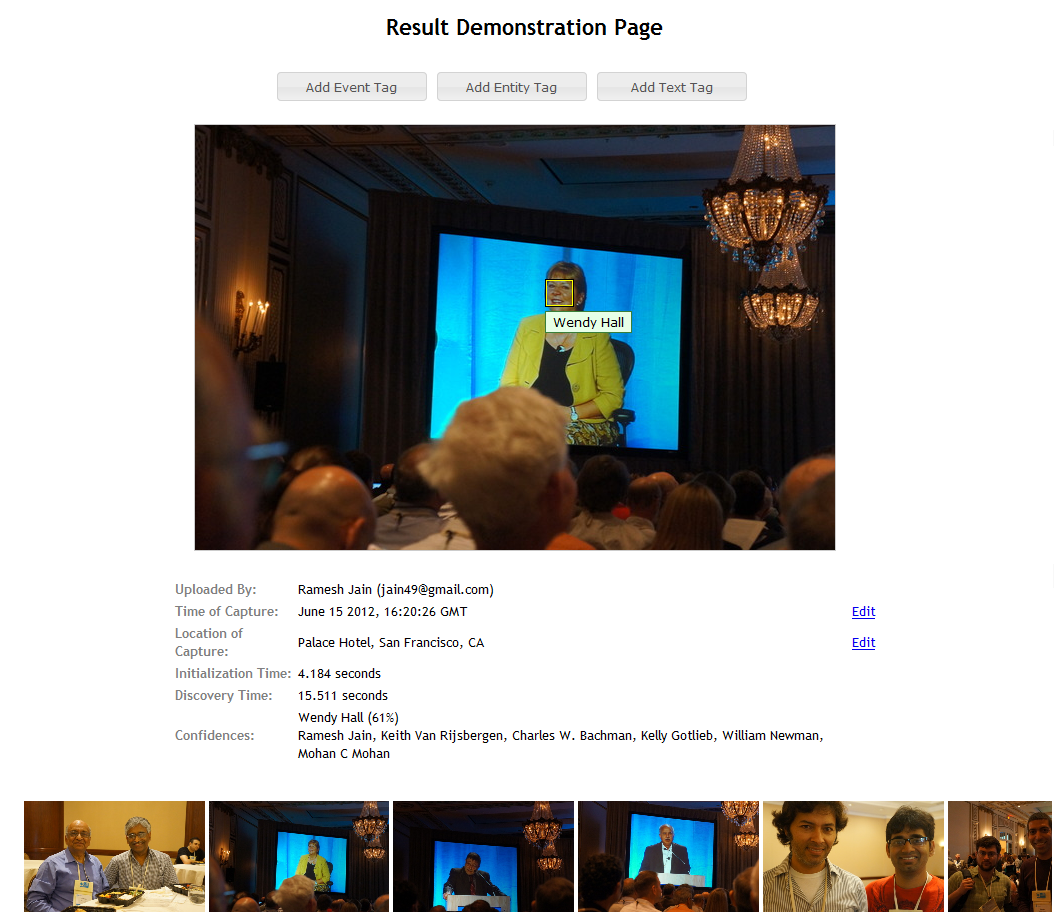 Result Demonstration Page
Add Event Tag
Add Entity Tag
Add Text Tag
Wendy Hall
Uploaded By: Ramesh Jain (jain49@gmail.com)
Time of Capture: June 15 2012, 16:20:26 GMT Edit
Location of
Capture: Palace Hotel, San Francisco, CA Edit
Initialization Time: 4.184 seconds
Discovery Time: 15.511 seconds
Wendy Hall (61%)
Confidences: Ramesh Jain, Keith Van Rijsbergen, Charles W. Bachman, Kelly Gotlieb, William Newman,
Mohan C Mohan